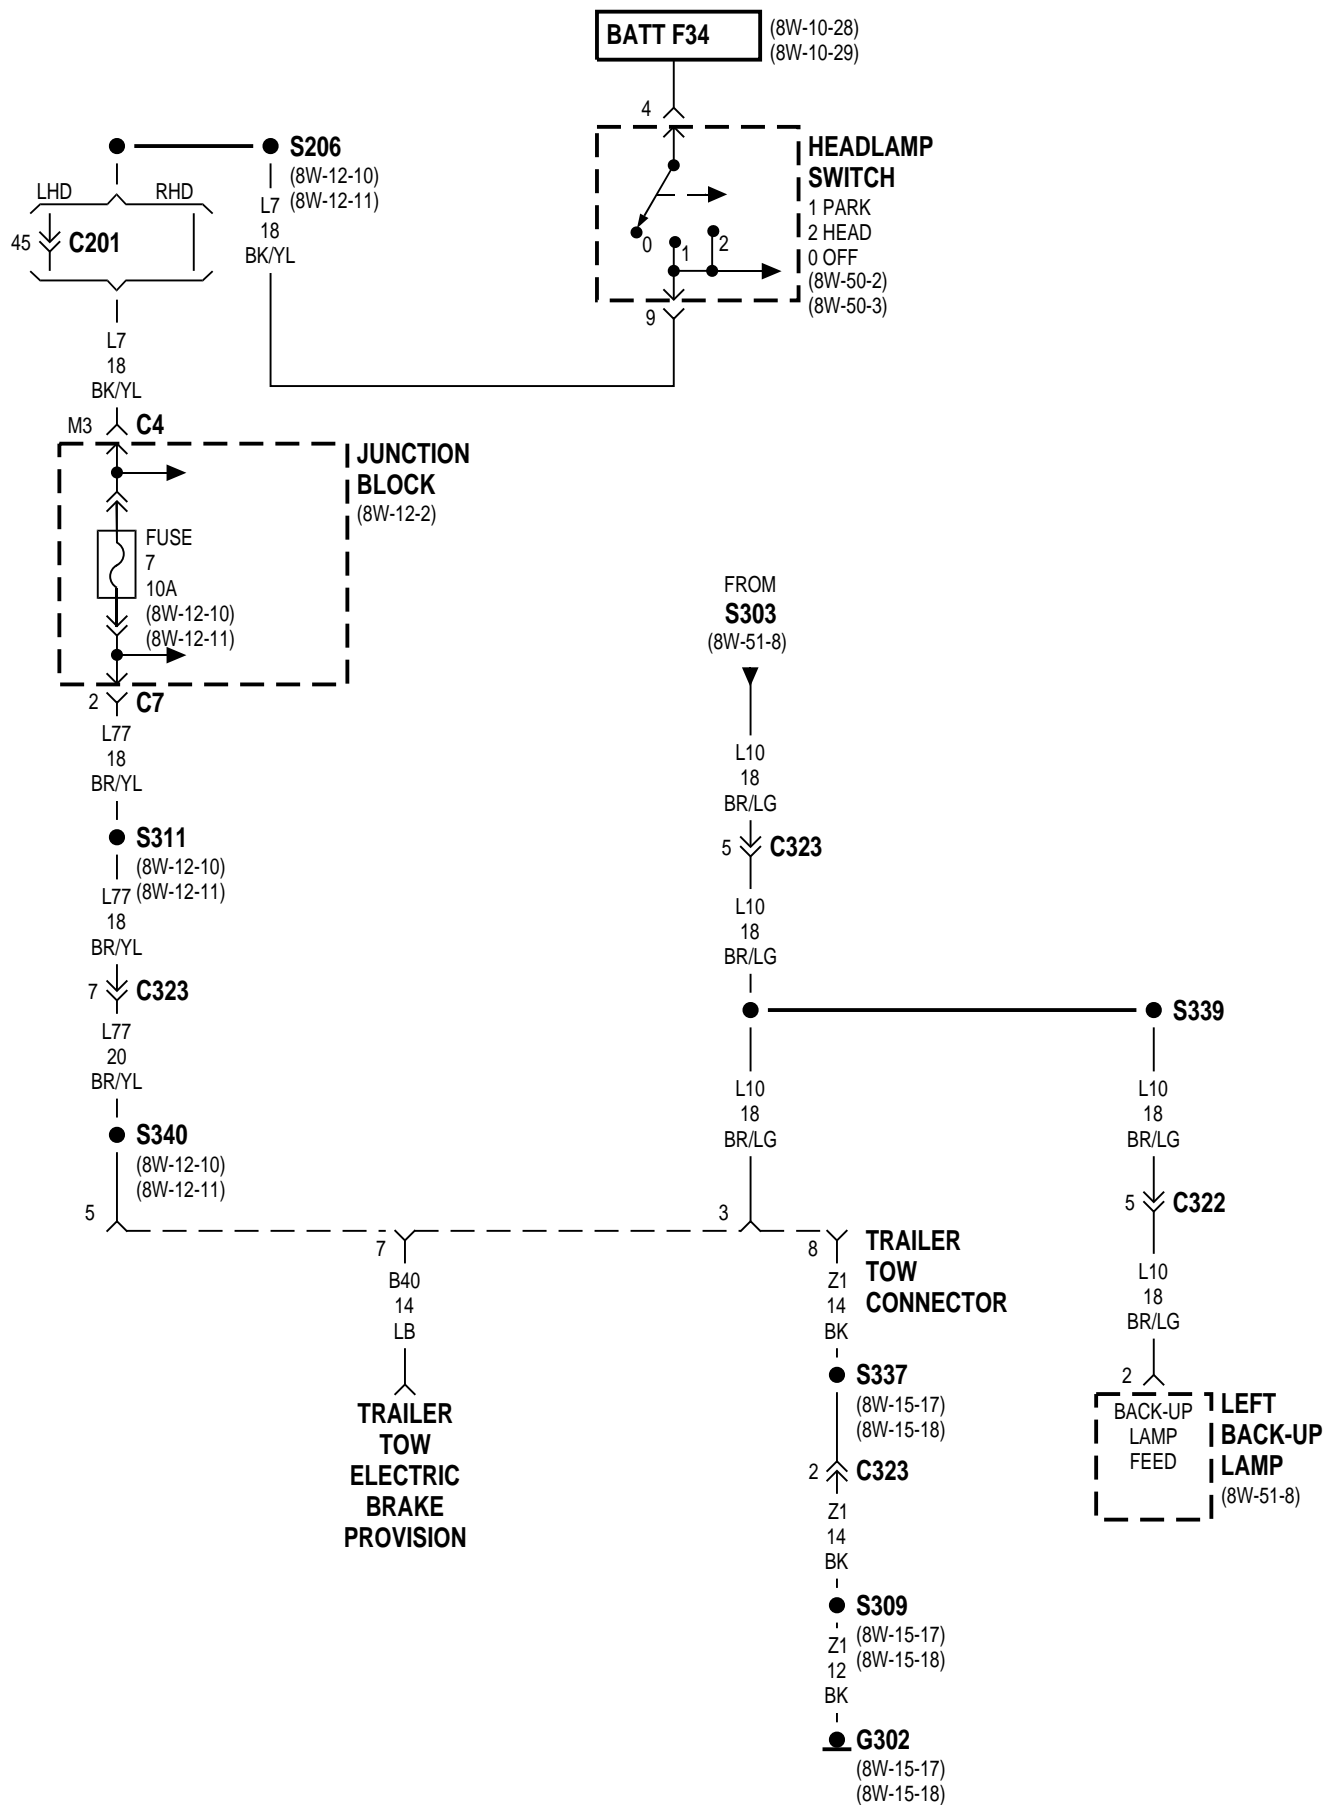 BATT F34
(8W-10-28)
(8W-10-29)
4
HEADLAMP
SWITCH
1 PARK
2 HEAD
0 OFF
(8W-50-2)
(8W-50-3)
0
1
2
9
S206
(8W-12-10)
(8W-12-11)
L7
18
BK/YL
LHD
RHD
45
C201
L7
18
BK/YL
M3
C4
JUNCTION
BLOCK
(8W-12-2)
FUSE
7
10A
(8W-12-10)
(8W-12-11)
2
C7
L77
18
BR/YL
S311
(8W-12-10)
(8W-12-11)
L77
18
BR/YL
7
C323
L77
20
BR/YL
S340
(8W-12-10)
(8W-12-11)
5
FROM
S303
(8W-51-8)
L10
18
BR/LG
5
C323
L10
18
BR/LG
S339
L10
18
BR/LG
3
L10
18
BR/LG
5
C322
L10
18
BR/LG
2
BACK-UP
LAMP
FEED
LEFT
BACK-UP
LAMP
(8W-51-8)
7
B40
14
LB
TRAILER
TOW
ELECTRIC
BRAKE
PROVISION
8
TRAILER
TOW
CONNECTOR
Z1
14
BK
S337
(8W-15-17)
(8W-15-18)
2
C323
Z1
14
BK
S309
(8W-15-17)
(8W-15-18)
Z1
12
BK
G302
(8W-15-17)
(8W-15-18)